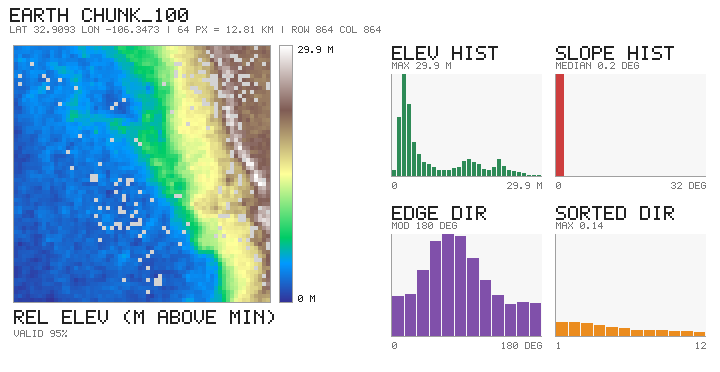 EARTH CHUNK_100
LAT 32.9093 LON -106.3473 | 64 PX = 12.81 KM | ROW 864 COL 864
29.9 M
0 M
REL ELEV (M ABOVE MIN)
VALID 95%
ELEV HIST
MAX 29.9 M
0 29.9 M
SLOPE HIST
MEDIAN 0.2 DEG
0 32 DEG
EDGE DIR
MOD 180 DEG
0 180 DEG
SORTED DIR
MAX 0.14
1 12